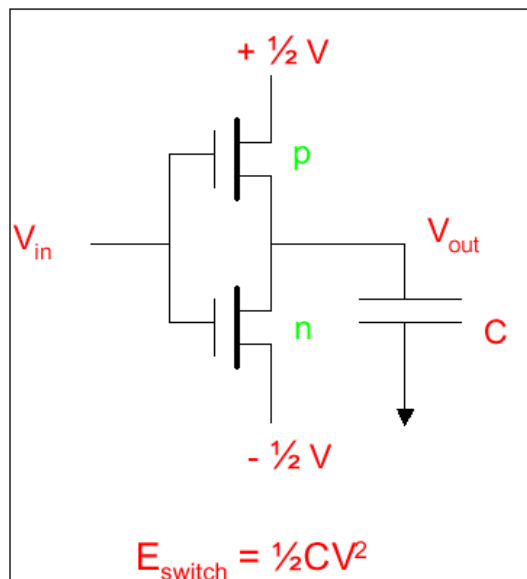 + ½ V
p
V_in
V_out
n
C
- ½ V
E_switch = ½CV²